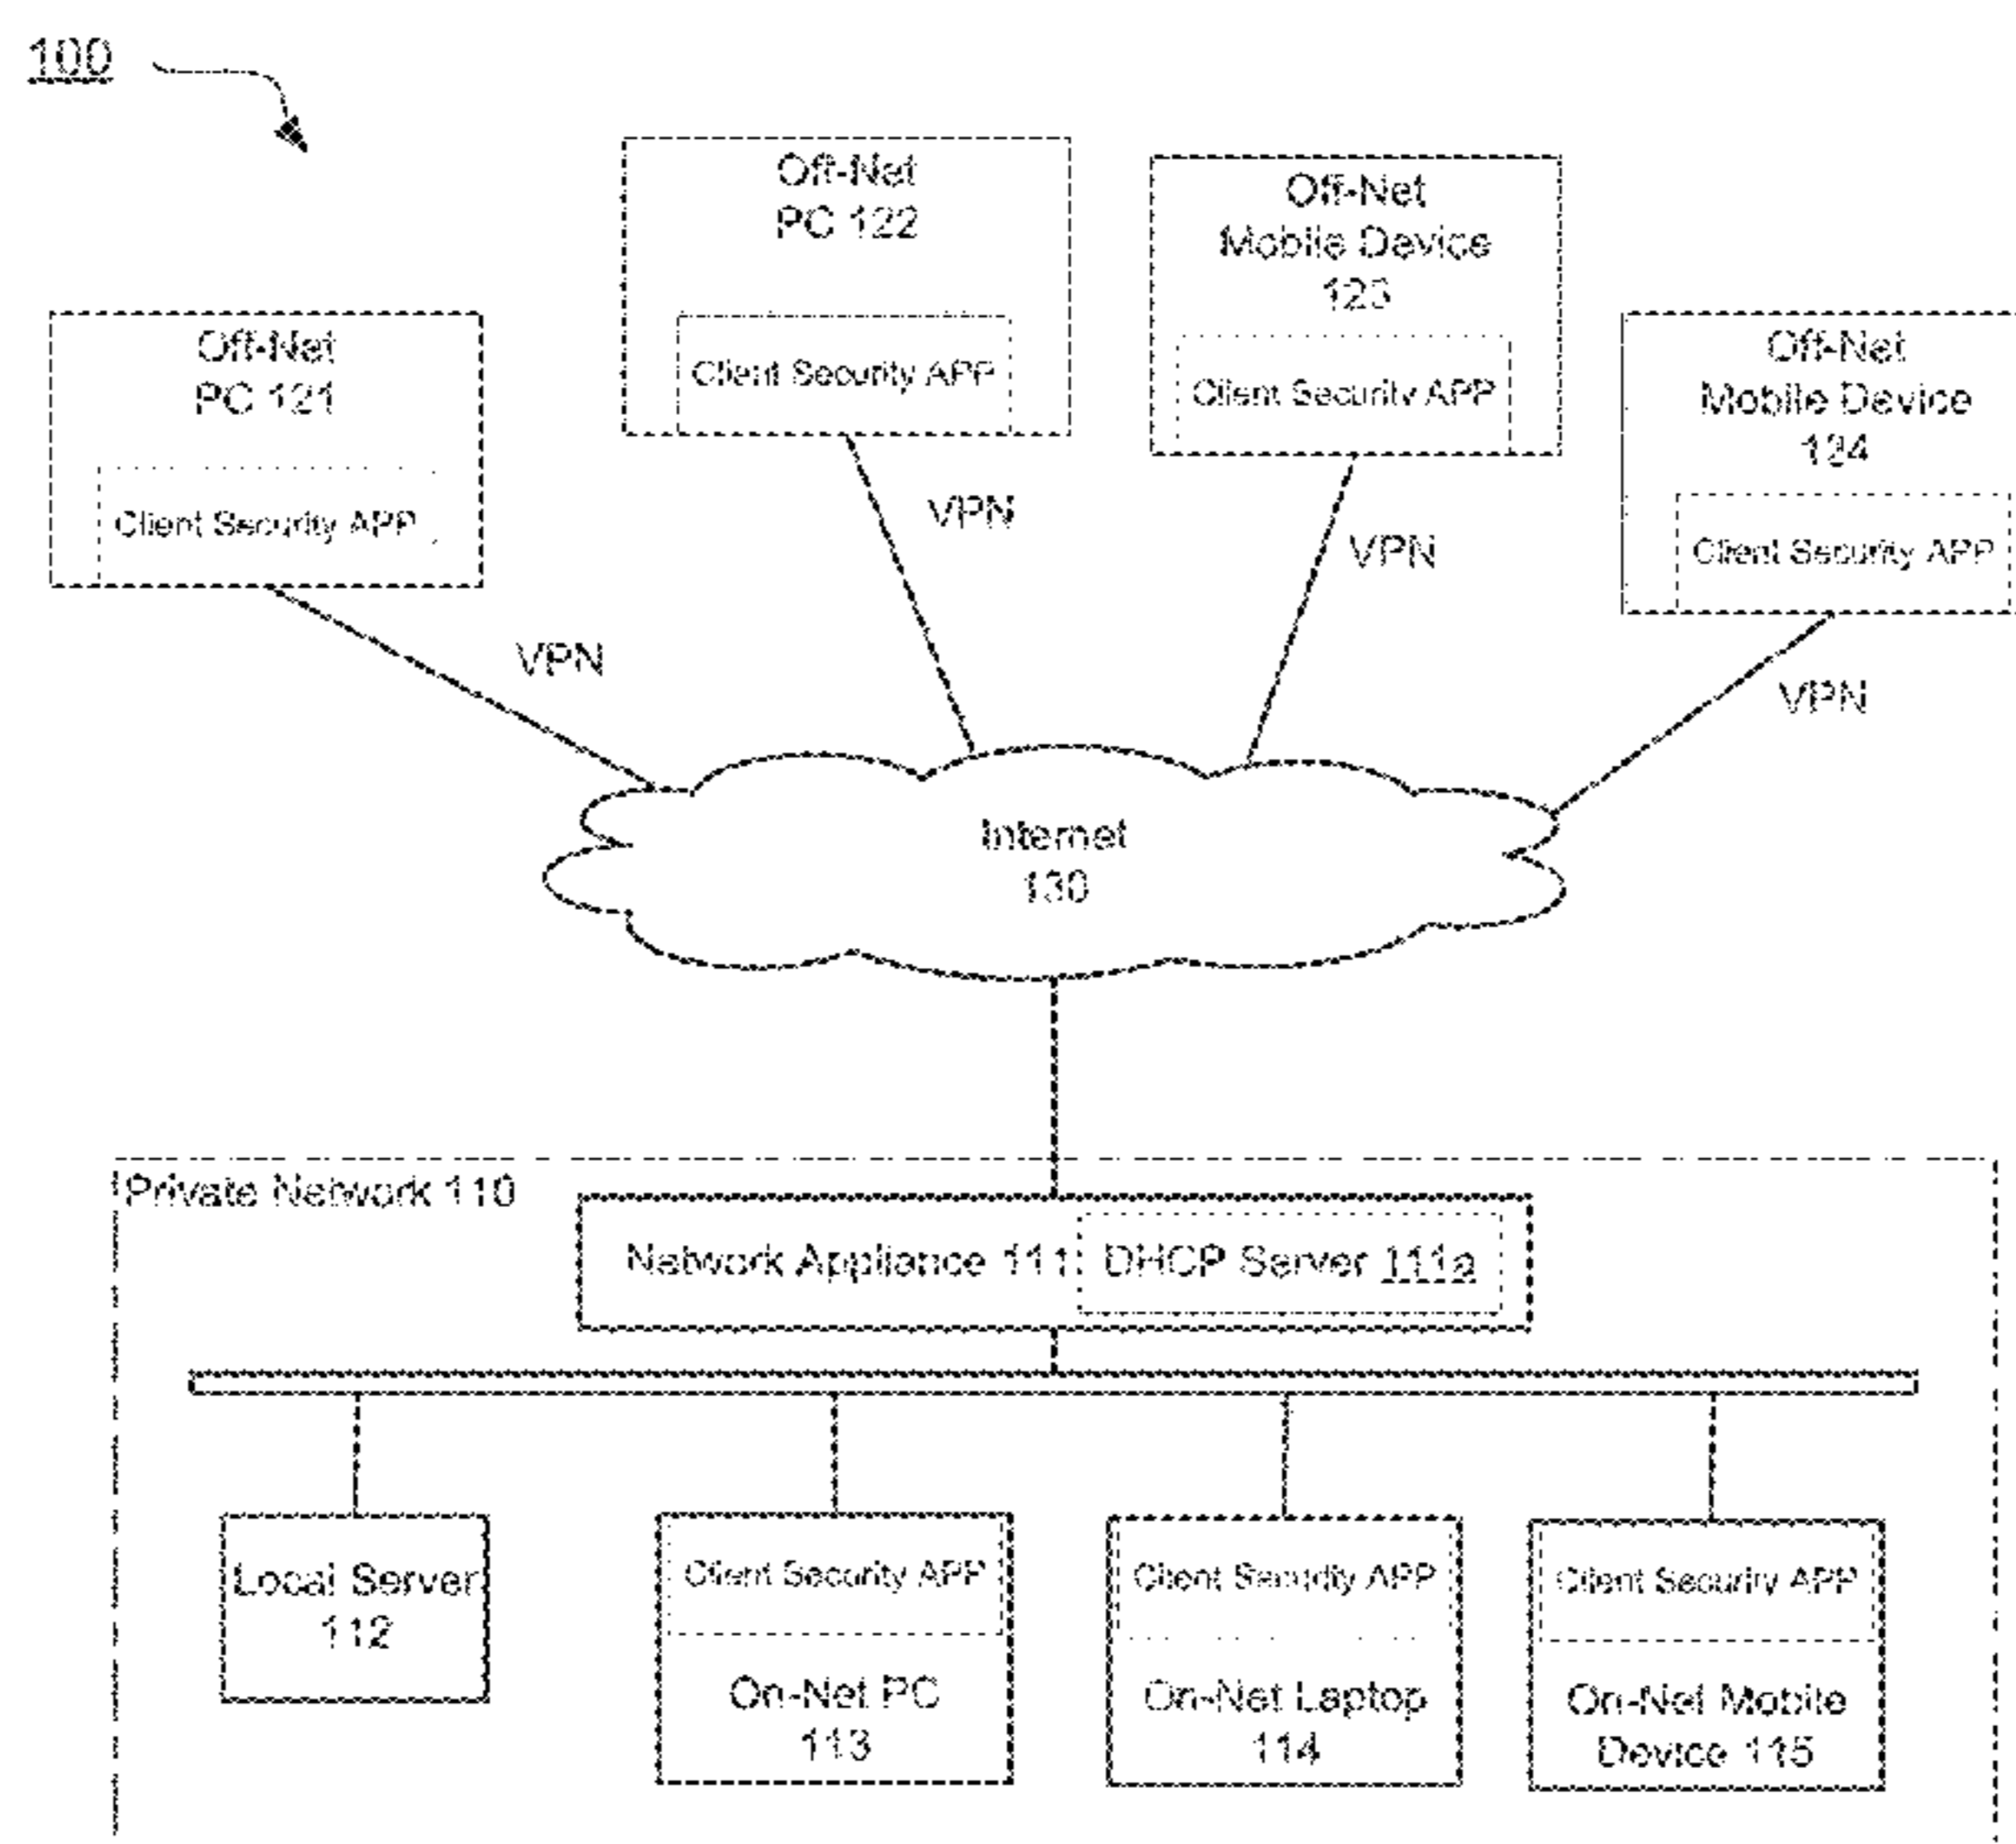 100
Off-Net
PC 122
Client Security APP
Off-Net
Mobile Device
123
Client Security APP
Off-Net
PC 121
Client Security APP
Off-Net
Mobile Device
124
Client Security APP
VPN
VPN
VPN
VPN
Internet
130
Private Network 110
Network Appliance 111
DHCP Server 111a
Local Server
112
Client Security APP
On-Net PC
113
Client Security APP
On-Net Laptop
114
Client Security APP
On-Net Mobile
Device 115